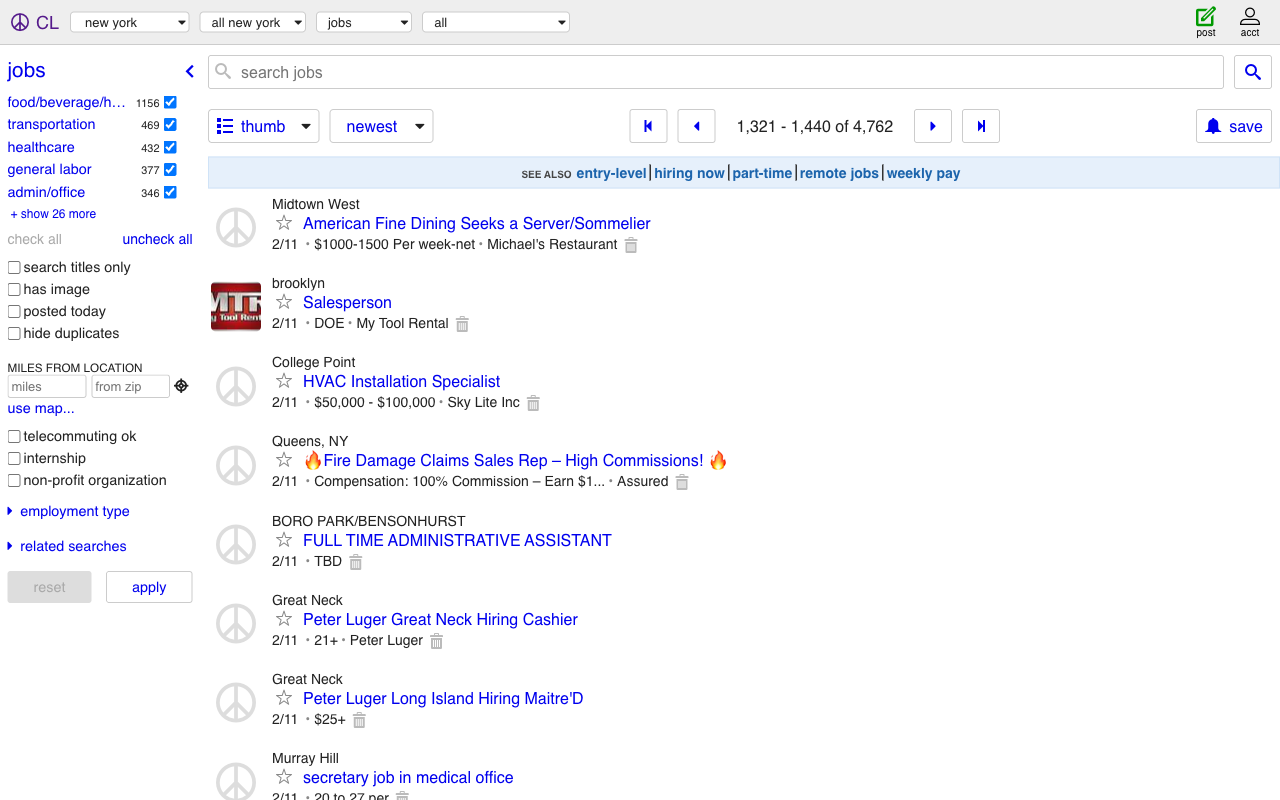 CL
new york
all new york
jobs
all
post
acct
jobs
search jobs
thumb
newest
1,321 - 1,440 of 4,762
save
food/beverage/h... 1156
transportation 469
healthcare 432
general labor 377
admin/office 346
+ show 26 more
check all
uncheck all
search titles only
has image
posted today
hide duplicates
MILES FROM LOCATION
miles
from zip
use map...
telecommuting ok
internship
non-profit organization
employment type
related searches
reset
apply
SEE ALSO entry-level hiring now part-time remote jobs weekly pay
Midtown West
American Fine Dining Seeks a Server/Sommelier
2/11 · $1000-1500 Per week-net · Michael's Restaurant
brooklyn
Salesperson
2/11 · DOE · My Tool Rental
College Point
HVAC Installation Specialist
2/11 · $50,000 - $100,000 · Sky Lite Inc
Queens, NY
🔥Fire Damage Claims Sales Rep – High Commissions! 🔥
2/11 · Compensation: 100% Commission – Earn $1... · Assured
BORO PARK/BENSONHURST
FULL TIME ADMINISTRATIVE ASSISTANT
2/11 · TBD
Great Neck
Peter Luger Great Neck Hiring Cashier
2/11 · 21+ · Peter Luger
Great Neck
Peter Luger Long Island Hiring Maitre'D
2/11 · $25+
Murray Hill
secretary job in medical office
2/11 · 20 to 27 per